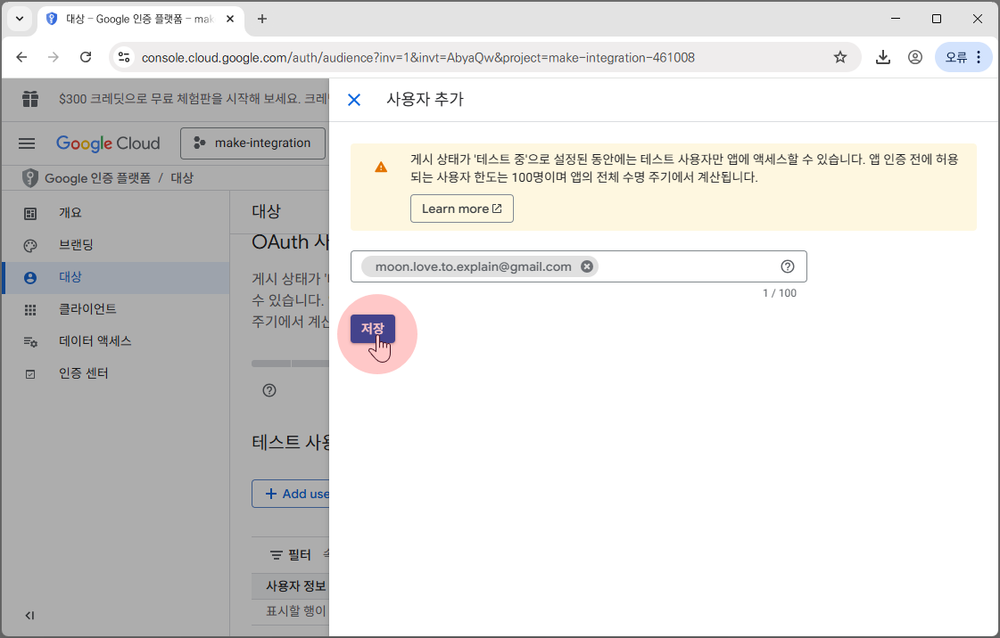 대상 – Google 인증 플랫폼 – mak
console.cloud.google.com/auth/audience?inv=1&invt=AbyaQw&project=make-integration-461008
오류
$300 크레딧으로 무료 체험판을 시작해 보세요. 크레
Google Cloud
make-integration
Google 인증 플랫폼 / 대상
개요
브랜딩
대상
클라이언트
데이터 액세스
인증 센터
대상
OAuth 사
게시 상태가 '
수 있습니다.
주기에서 계산
테스트 사용
Add use
필터
사용자 정보
표시할 행이
사용자 추가
게시 상태가 '테스트 중'으로 설정된 동안에는 테스트 사용자만 앱에 액세스할 수 있습니다. 앱 인증 전에 허용
되는 사용자 한도는 100명이며 앱의 전체 수명 주기에서 계산됩니다.
Learn more
moon.love.to.explain@gmail.com
1 / 100
저장